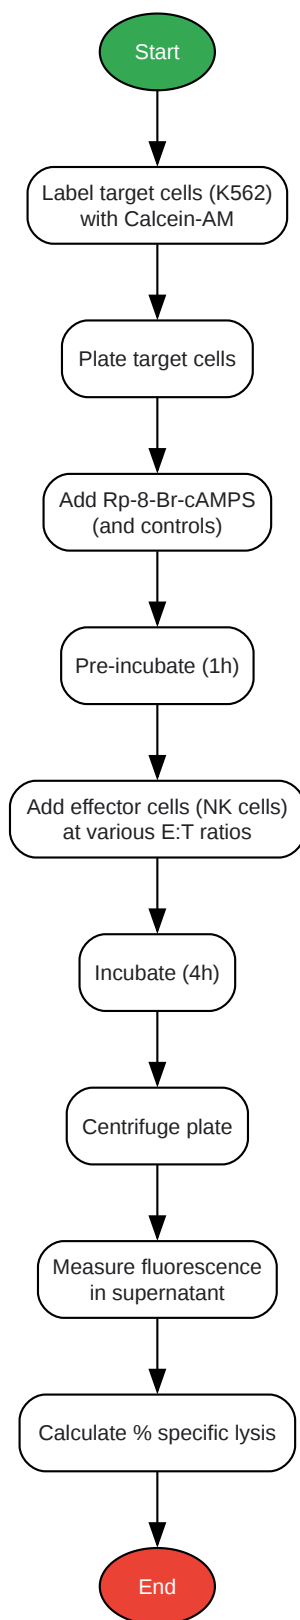 Start
Label target cells (K562)
with Calcein-AM
Plate target cells
Add Rp-8-Br-cAMPS
(and controls)
Pre-incubate (1h)
Add effector cells (NK cells)
at various E:T ratios
Incubate (4h)
Centrifuge plate
Measure fluorescence
in supernatant
Calculate % specific lysis
End